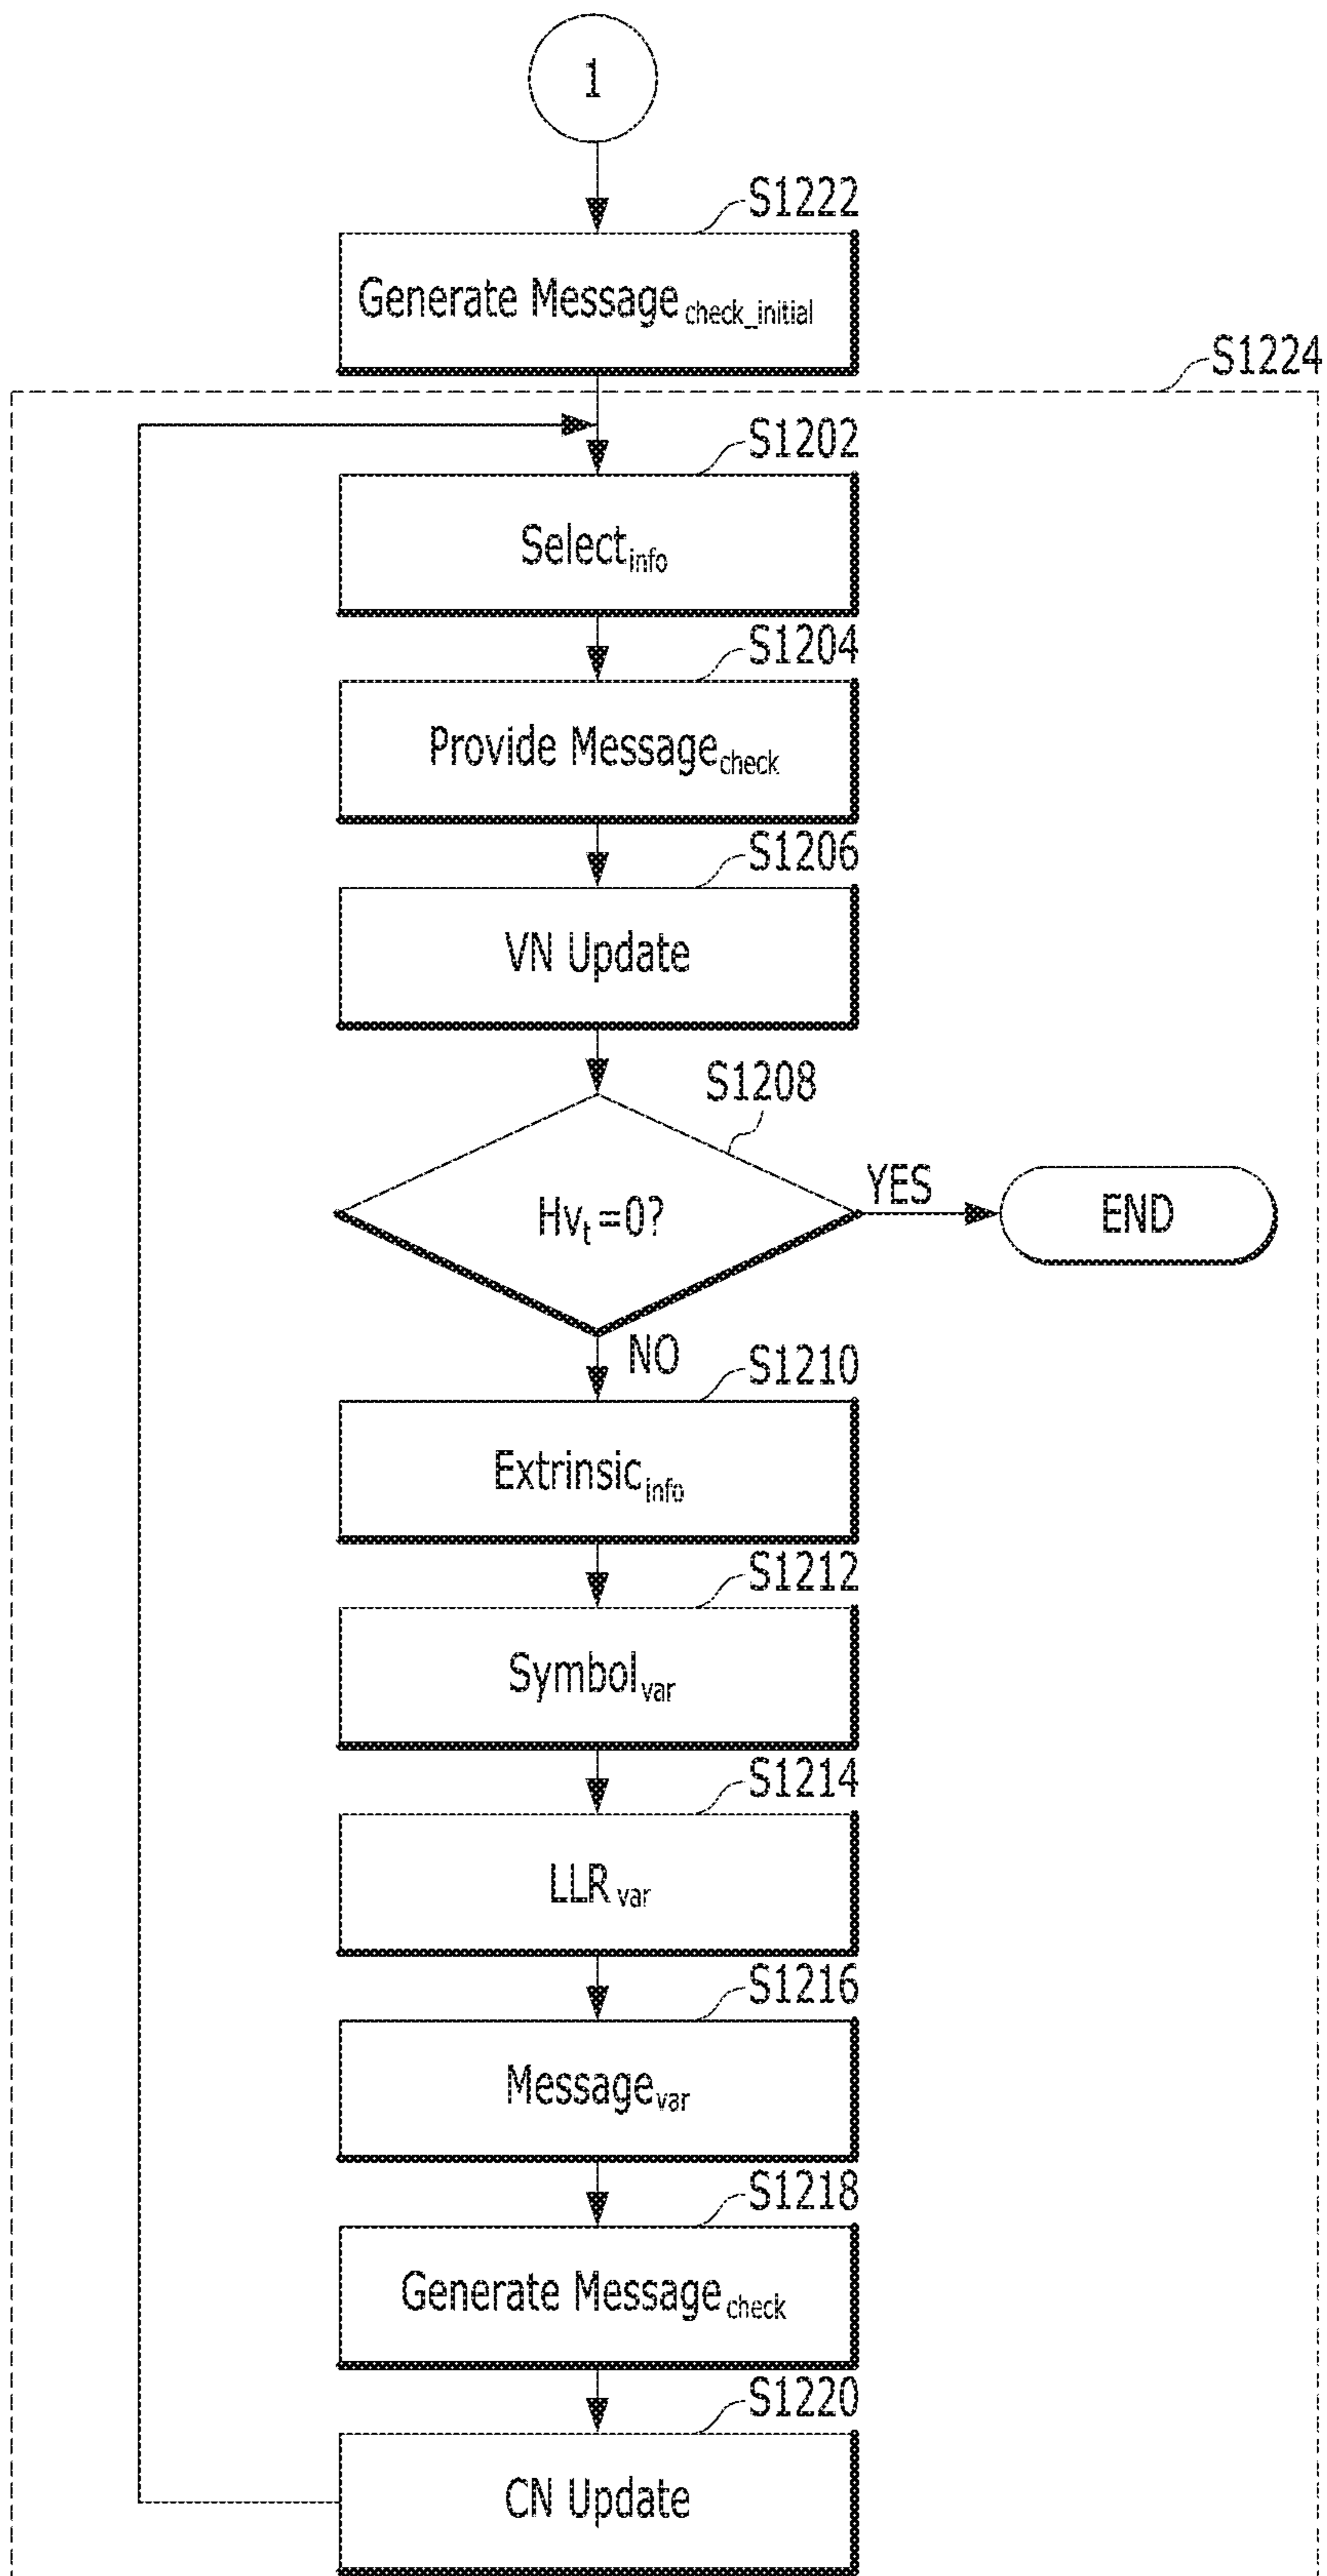 1
S1222
Generate Message check_initial
S1224
S1202
Select info
S1204
Provide Message check
S1206
VN Update
S1208
Hvt=0?
YES
END
NO
S1210
Extrinsic info
S1212
Symbol var
S1214
LLR var
S1216
Message var
S1218
Generate Message check
S1220
CN Update